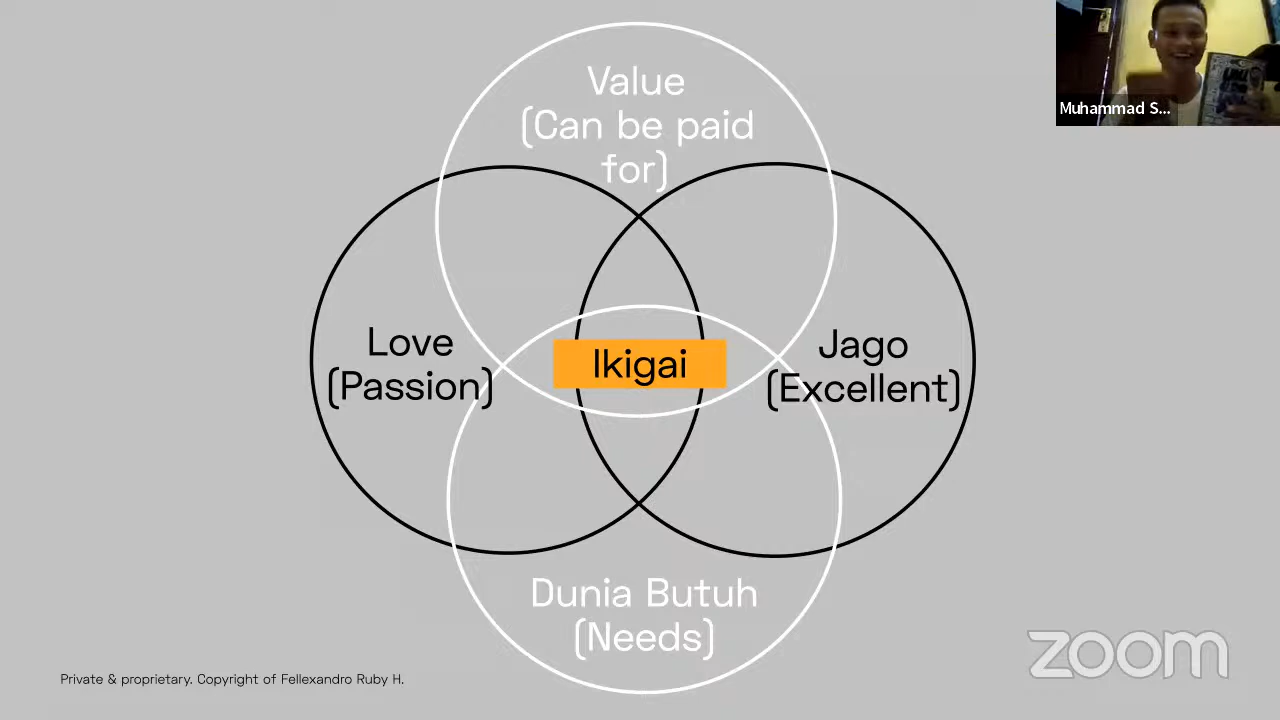 Value
(Can be paid
for)
Muhammad S...
Love
(Passion)
Ikigai
Jago
(Excellent)
Dunia Butuh
(Needs)
Private & proprietary. Copyright of Fellexandro Ruby H.
zoom